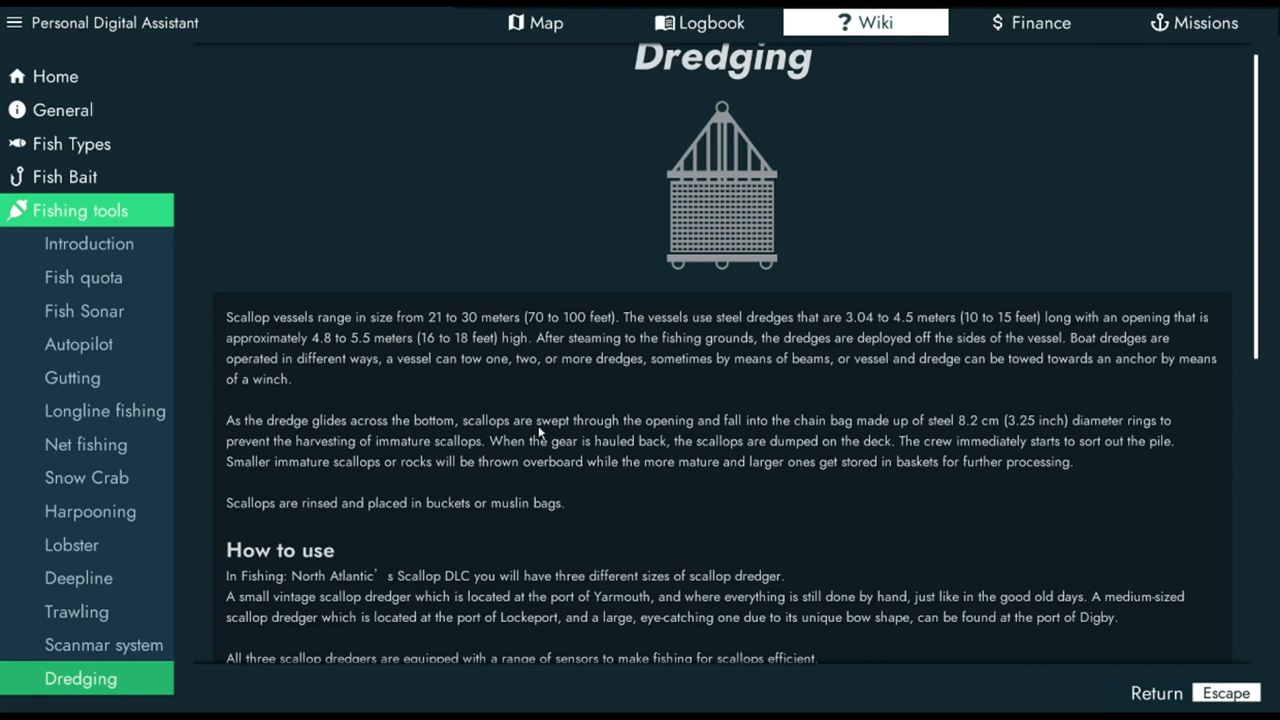 Personal Digital Assistant
Map
Logbook
? Wiki
$ Finance
Missions
Home
General
Fish Types
Fish Bait
Fishing tools
Introduction
Fish quota
Fish Sonar
Autopilot
Gutting
Longline fishing
Net fishing
Snow Crab
Harpooning
Lobster
Deepline
Trawling
Scanmar system
Dredging
Dredging
Scallop vessels range in size from 21 to 30 meters (70 to 100 feet). The vessels use steel dredges that are 3.04 to 4.5 meters (10 to 15 feet) long with an opening that is
approximately 4.8 to 5.5 meters (16 to 18 feet) high. After steaming to the fishing grounds, the dredges are deployed off the sides of the vessel. Boat dredges are
operated in different ways, a vessel can tow one, two, or more dredges, sometimes by means of beams, or vessel and dredge can be towed towards an anchor by means
of a winch.
As the dredge glides across the bottom, scallops are swept through the opening and fall into the chain bag made up of steel 8.2 cm (3.25 inch) diameter rings to
prevent the harvesting of immature scallops. When the gear is hauled back, the scallops are dumped on the deck. The crew immediately starts to sort out the pile.
Smaller immature scallops or rocks will be thrown overboard while the more mature and larger ones get stored in baskets for further processing.
Scallops are rinsed and placed in buckets or muslin bags.
How to use
In Fishing: North Atlantic’s Scallop DLC you will have three different sizes of scallop dredger.
A small vintage scallop dredger which is located at the port of Yarmouth, and where everything is still done by hand, just like in the good old days. A medium-sized
scallop dredger which is located at the port of Lockeport, and a large, eye-catching one due to its unique bow shape, can be found at the port of Digby.
All three scallop dredgers are equipped with a range of sensors to make fishing for scallops efficient.
Return Escape